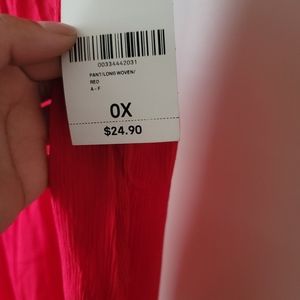 00334442031
PANT/LONG WOVEN/
RED
A - F
0X
$24.90